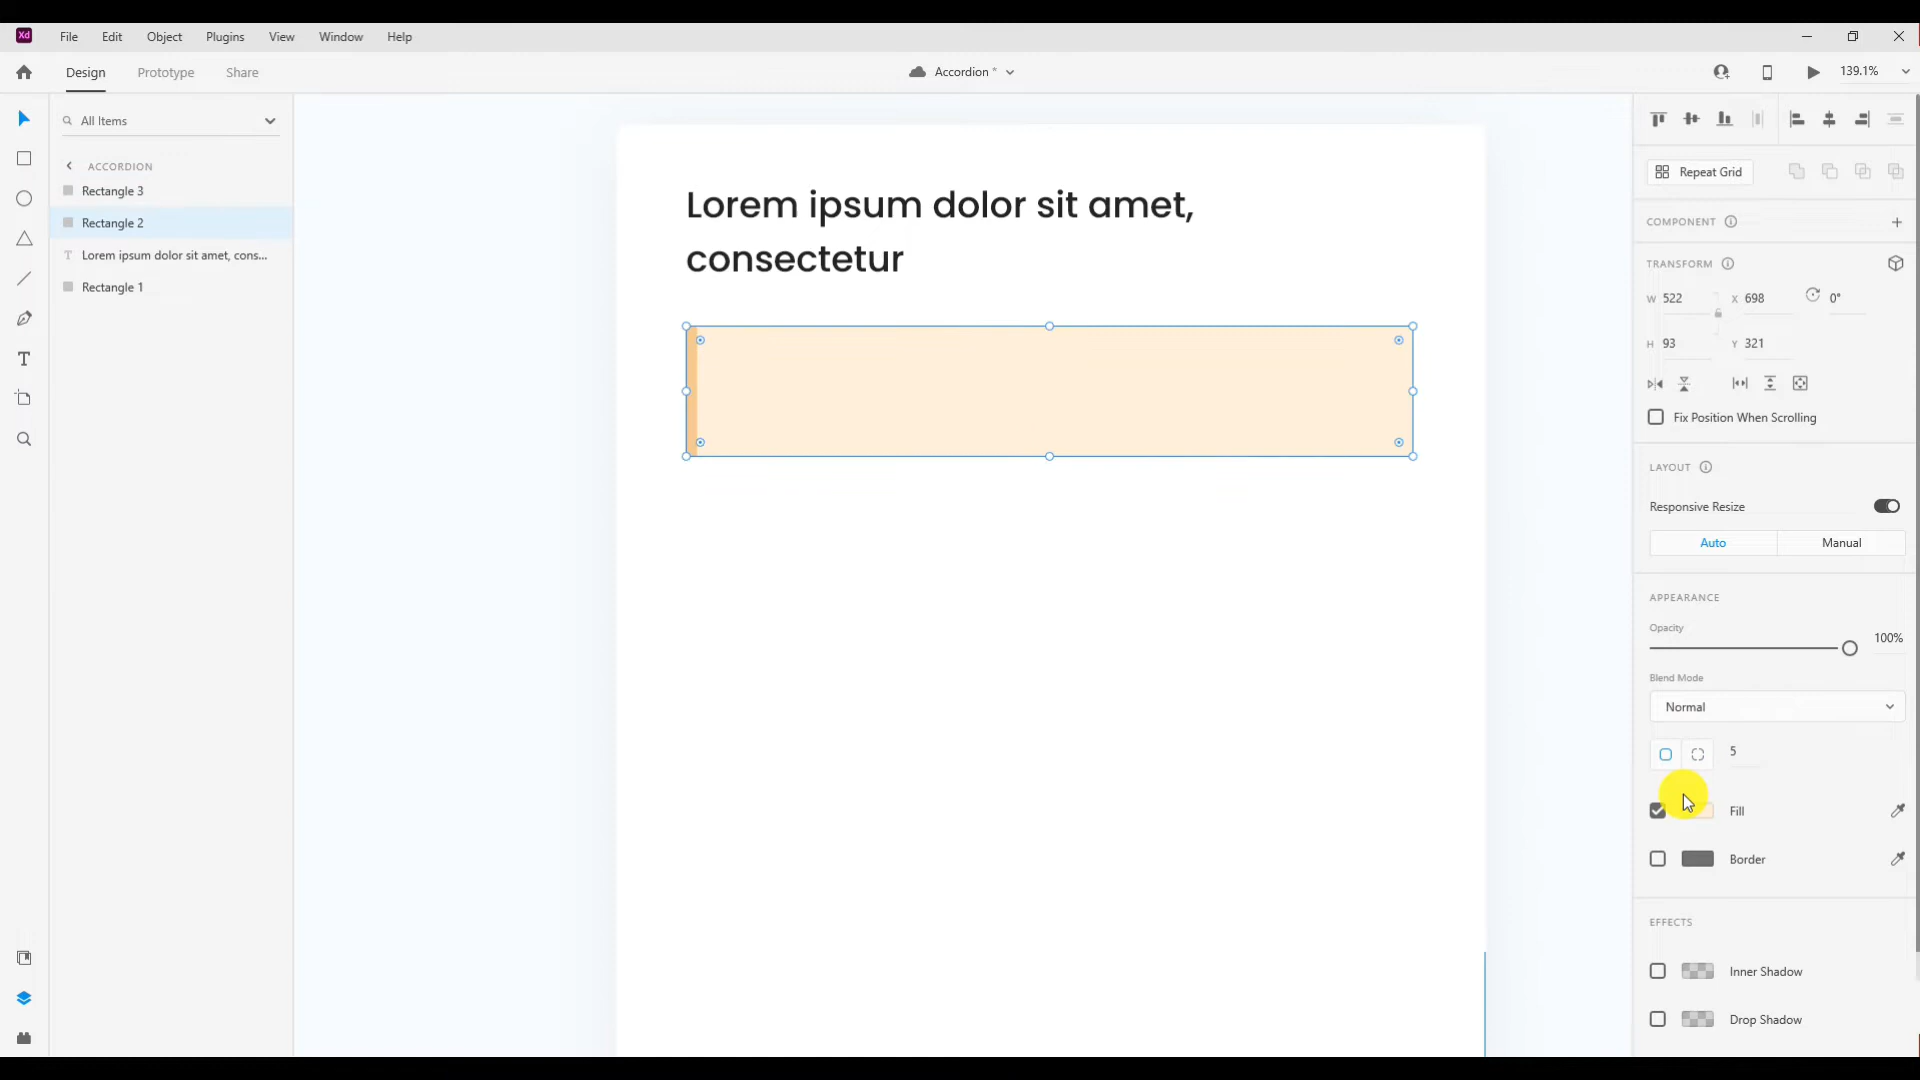 Xd File Edit Object Plugins View Window Help
Design Prototype Share Accordion * 139.1%
All Items
ACCORDION
Rectangle 3
Rectangle 2
T Lorem ipsum dolor sit amet, cons...
Rectangle 1
Lorem ipsum dolor sit amet,
consectetur
Repeat Grid
COMPONENT
TRANSFORM
W 522 X 698 0°
H 93 Y 321
Fix Position When Scrolling
LAYOUT
Responsive Resize
Auto Manual
APPEARANCE
Opacity
100%
Blend Mode
Normal
5
Fill
Border
EFFECTS
Inner Shadow
Drop Shadow